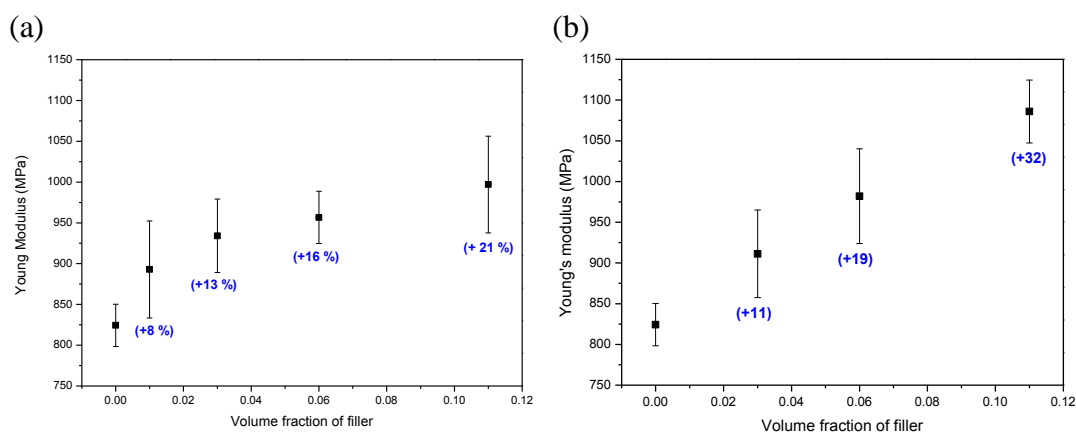 (a)
1150
1100
1050
1000
950
900
850
800
750
Young Modulus (MPa)
(+8 %)
(+13 %)
(+16 %)
(+ 21 %)
0.00 0.02 0.04 0.06 0.08 0.10 0.12
Volume fraction of filler
(b)
1150
1100
1050
1000
950
900
850
800
750
Young's modulus (MPa)
(+11)
(+19)
(+32)
0.00 0.02 0.04 0.06 0.08 0.10 0.12
Volume fraction of filler